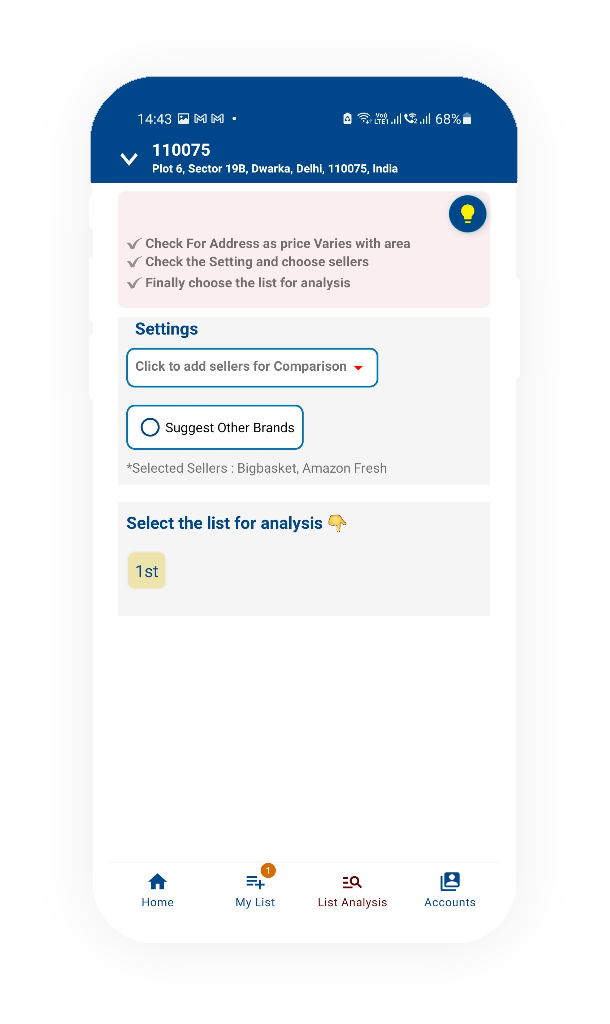 14:43 68%
110075
Plot 6, Sector 19B, Dwarka, Delhi, 110075, India
Check For Address as price Varies with area
Check the Setting and choose sellers
Finally choose the list for analysis
Settings
Click to add sellers for Comparison
Suggest Other Brands
*Selected Sellers : Bigbasket, Amazon Fresh
Select the list for analysis 👇
1st
1
Home My List List Analysis Accounts